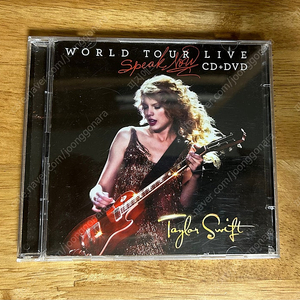 WORLD TOUR LIVE
Speak Now CD+DVD
Taylor Swift